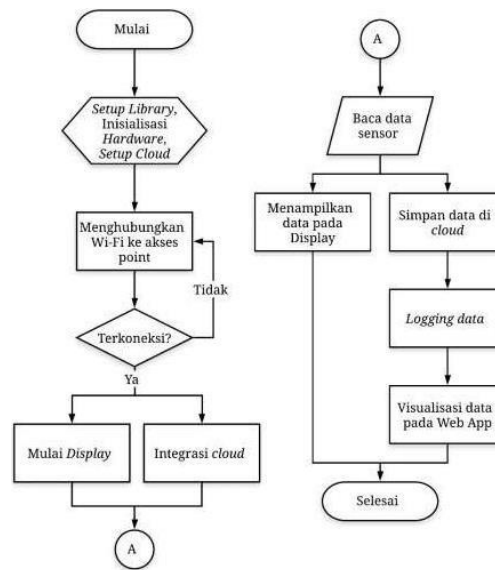 Mulai
Setup Library,
Inisialisasi
Hardware,
Setup Cloud
Menghubungkan
Wi-Fi ke akses
point
Tidak
Terkoneksi?
Ya
Mulai Display
Integrasi cloud
A
A
Baca data
sensor
Menampilkan
data pada
Display
Simpan data di
cloud
Logging data
Visualisasi data
pada Web App
Selesai